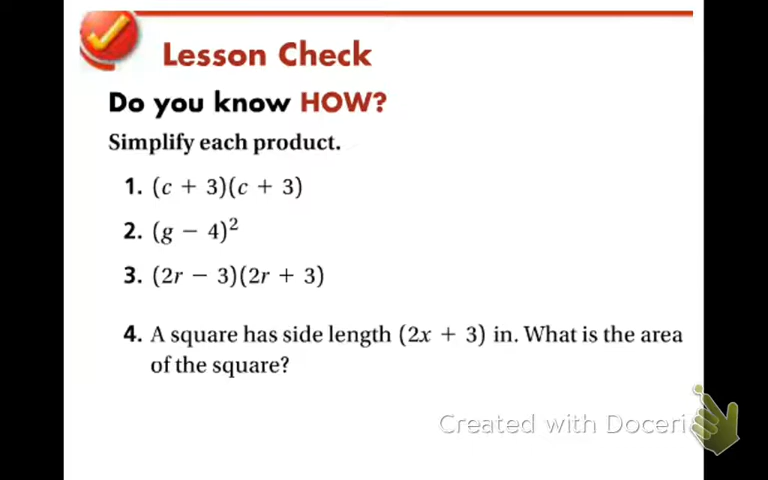 Lesson Check
Do you know HOW?
Simplify each product.
1. (c + 3)(c + 3)
2. (g − 4)²
3. (2r − 3)(2r + 3)
4. A square has side length (2x + 3) in. What is the area
of the square?
Created with Doceri